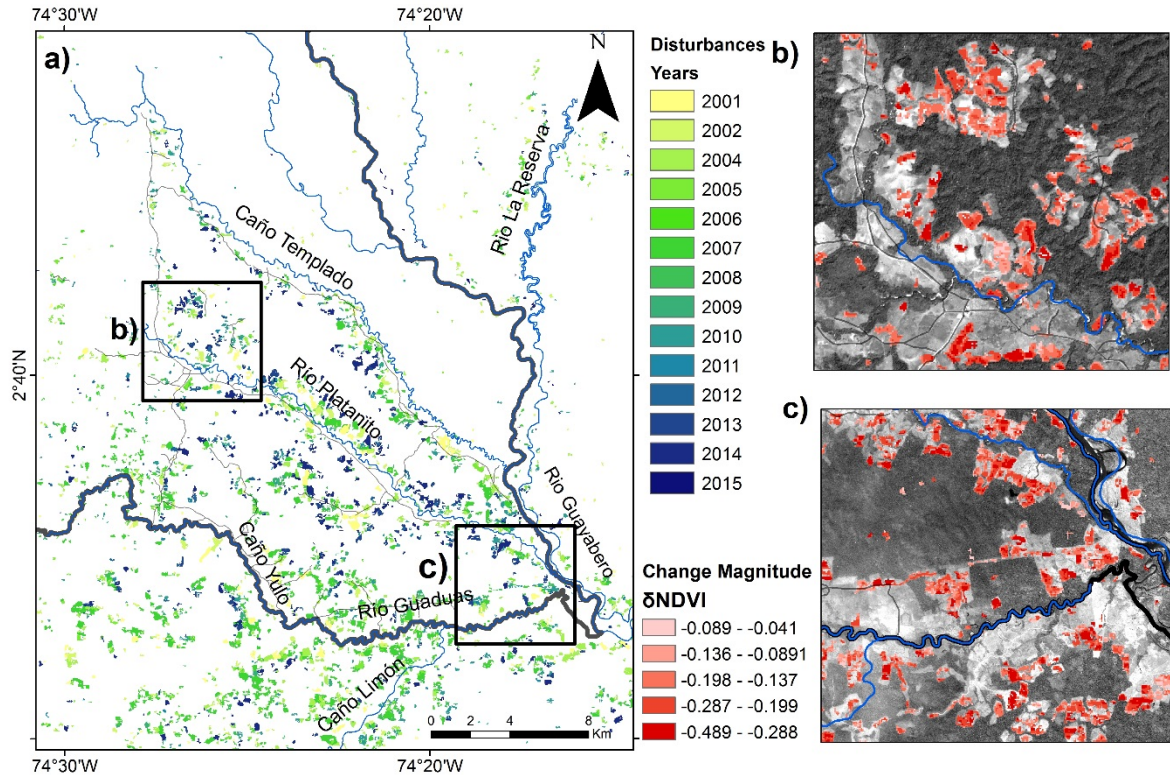 74°30'W
74°20'W
a)
N
Río La Reserva
Caño Templado
b)
2°40'N
Río Platanito
Río Guayabero
Caño Yulo
c)
Río Guaduas
Caño Limón
0 2 4 8
Km
74°30'W
74°20'W
Disturbances
Years
2001
2002
2004
2005
2006
2007
2008
2009
2010
2011
2012
2013
2014
2015
Change Magnitude
δNDVI
-0.089 - -0.041
-0.136 - -0.0891
-0.198 - -0.137
-0.287 - -0.199
-0.489 - -0.288
b)
c)